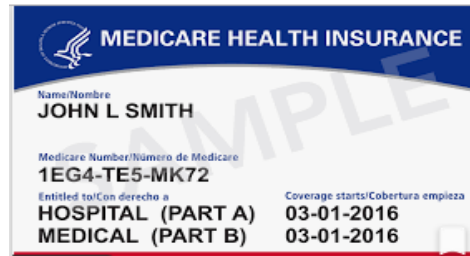 MEDICARE HEALTH INSURANCE
Name/Nombre
JOHN L SMITH
Medicare Number/Número de Medicare
1EG4-TE5-MK72
Entitled to/Con derecho a Coverage starts/Cobertura empieza
HOSPITAL (PART A) 03-01-2016
MEDICAL (PART B) 03-01-2016
SAMPLE